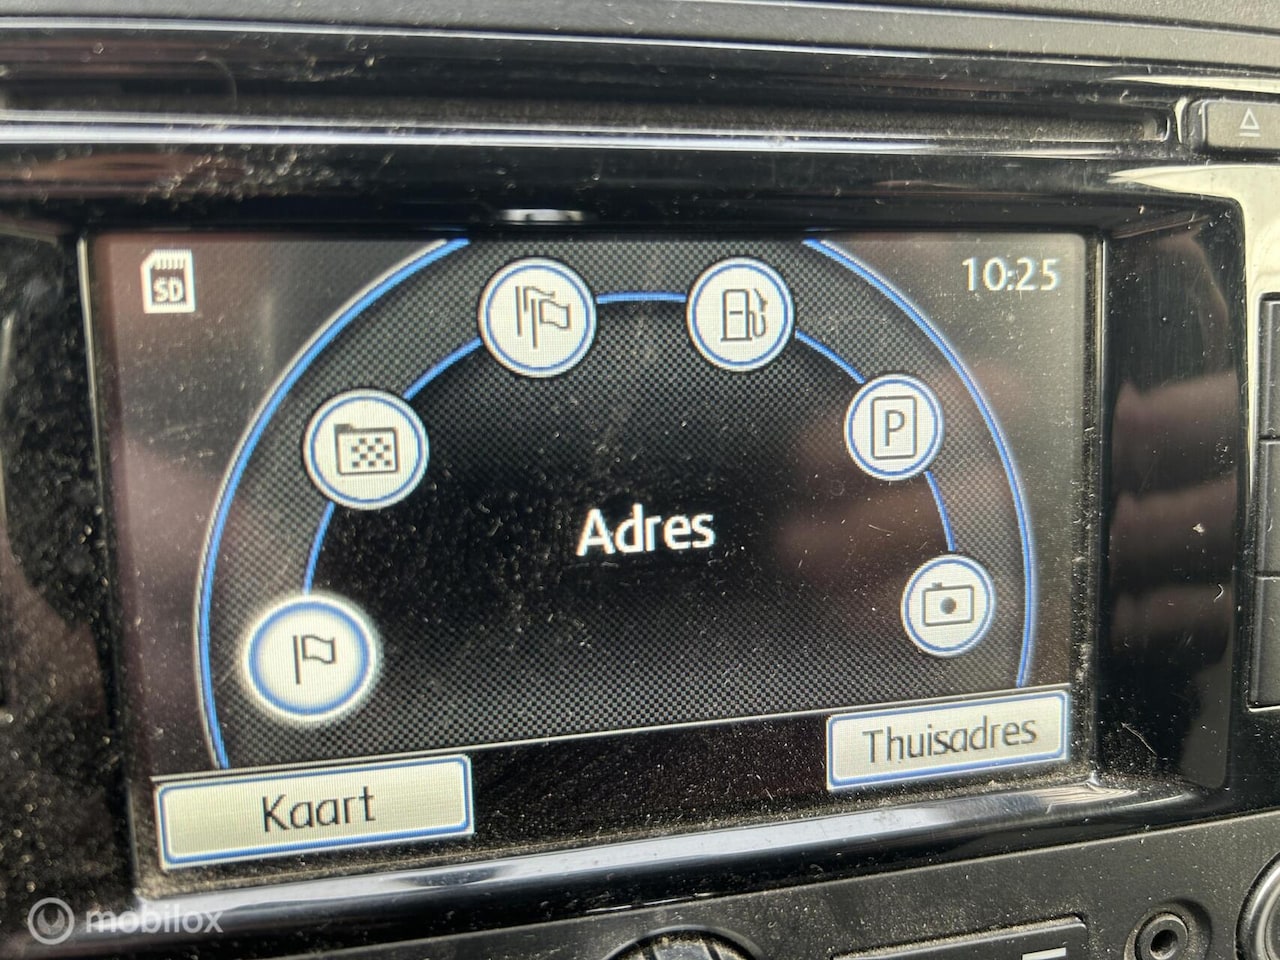 SD
10:25
P
Adres
Thuisadres
Kaart
mobilox